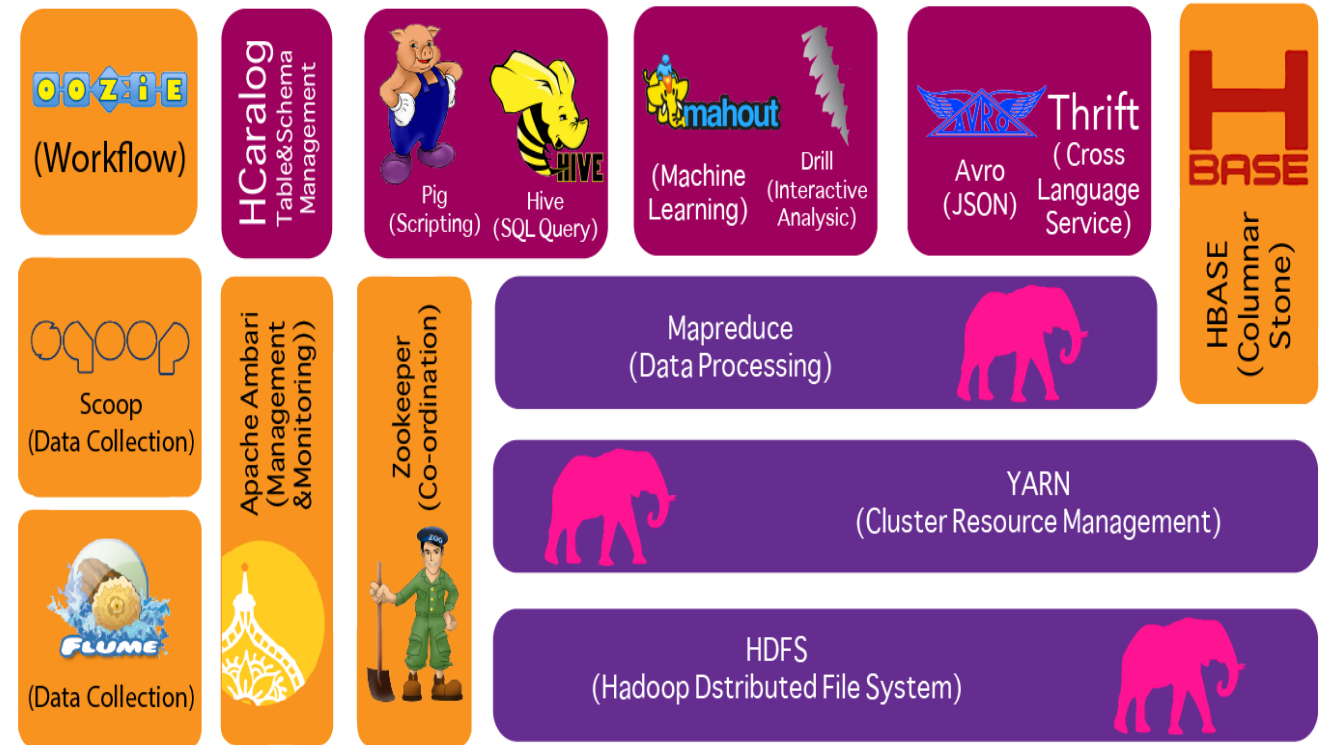 OOZiE
(Workflow)
HCaralog
Table&Schema
Management
Pig
(Scripting)
HIVE
Hive
(SQL Query)
mahout
(Machine
Learning)
Drill
(Interactive
Analysic)
AVRO
Avro
(JSON)
Thrift
( Cross
Language
Service)
H
BASE
HBASE
(Columnar
Stone)
sqoop
Scoop
(Data Collection)
Apache Ambari
(Management
&Monitoring))
Zookeeper
(Co-ordination)
ZOO
Mapreduce
(Data Processing)
YARN
(Cluster Resource Management)
FLUME
(Data Collection)
HDFS
(Hadoop Dstributed File System)